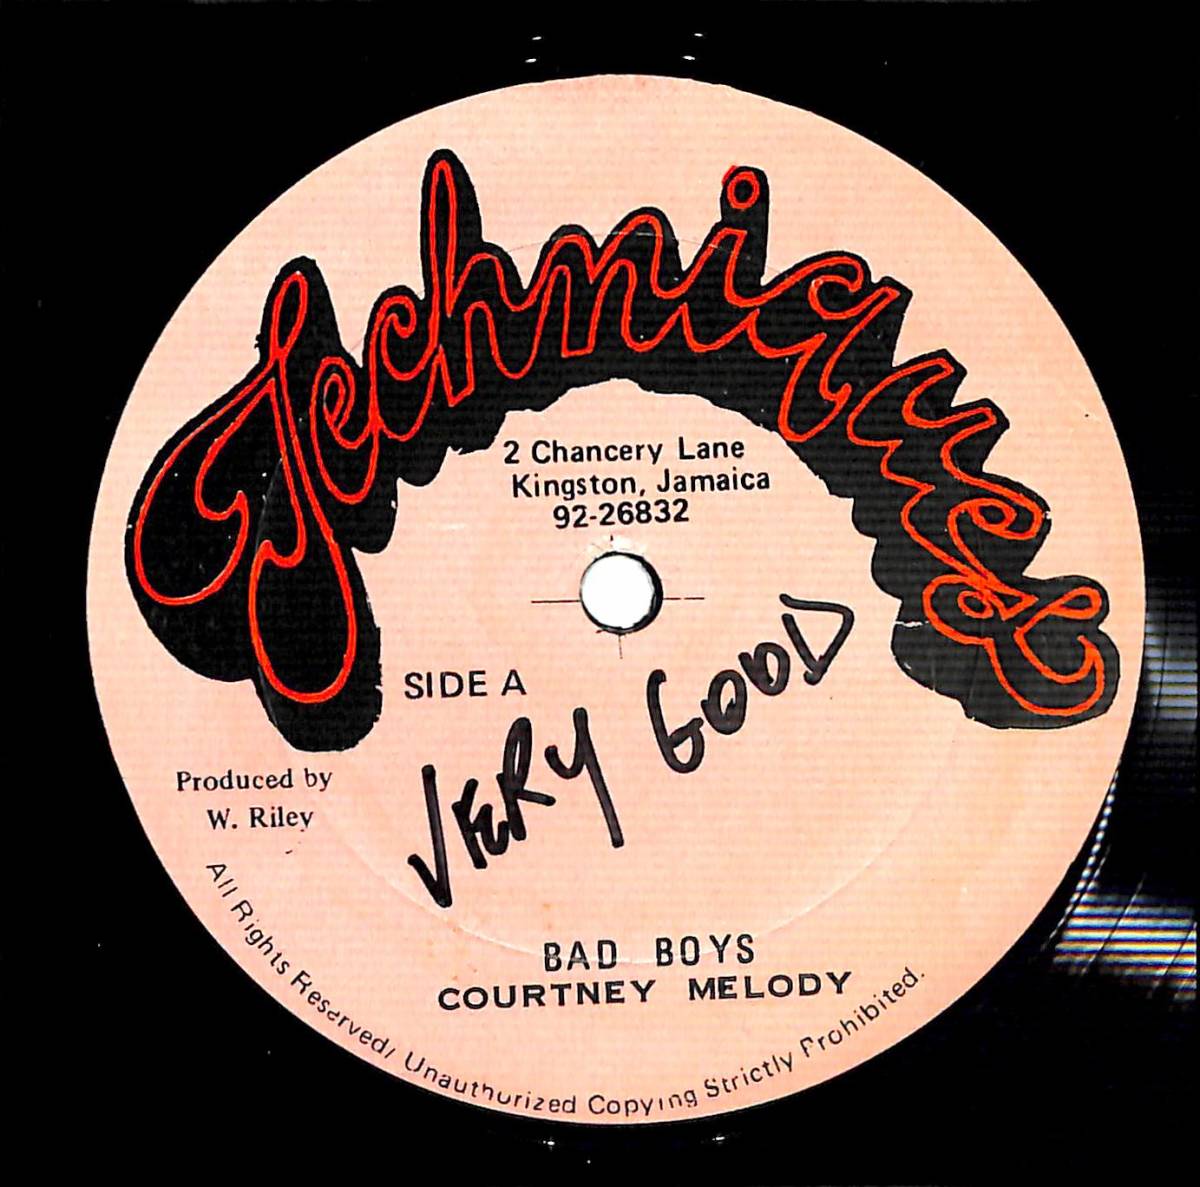 Techniques
2 Chancery Lane
Kingston, Jamaica
92-26832
SIDE A
VERY GOOD
Produced by
W. Riley
BAD BOYS
COURTNEY MELODY
All Rights Reserved/ Unauthorized Copying Strictly Prohibited.